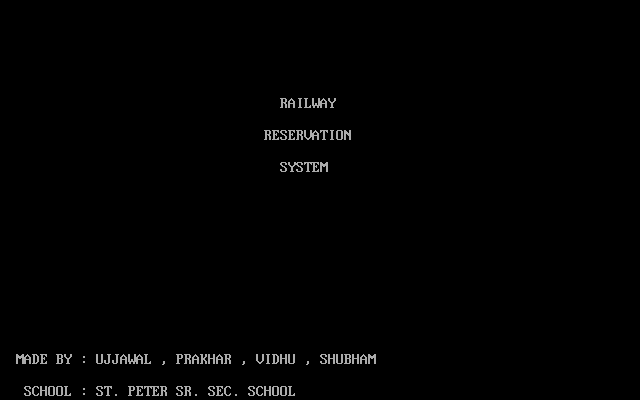 RAILWAY
RESERVATION
SYSTEM
MADE BY : UJJAWAL , PRAKHAR , VIDHU , SHUBHAM
SCHOOL : ST. PETER SR. SEC. SCHOOL